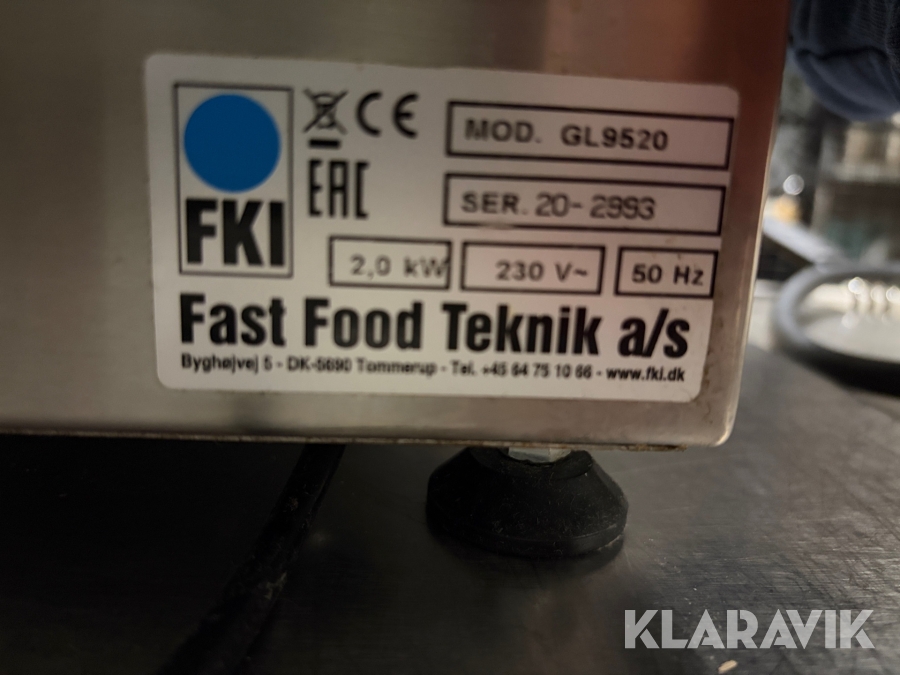 FKI
CE
EAC
MOD. GL9520
SER. 20-2993
2,0 kW
230 V~
50 Hz
Fast Food Teknik a/s
Byghøjvej 5 - DK-5690 Tommerup - Tel. +45 64 75 10 66 - www.fki.dk
KLARAVIK